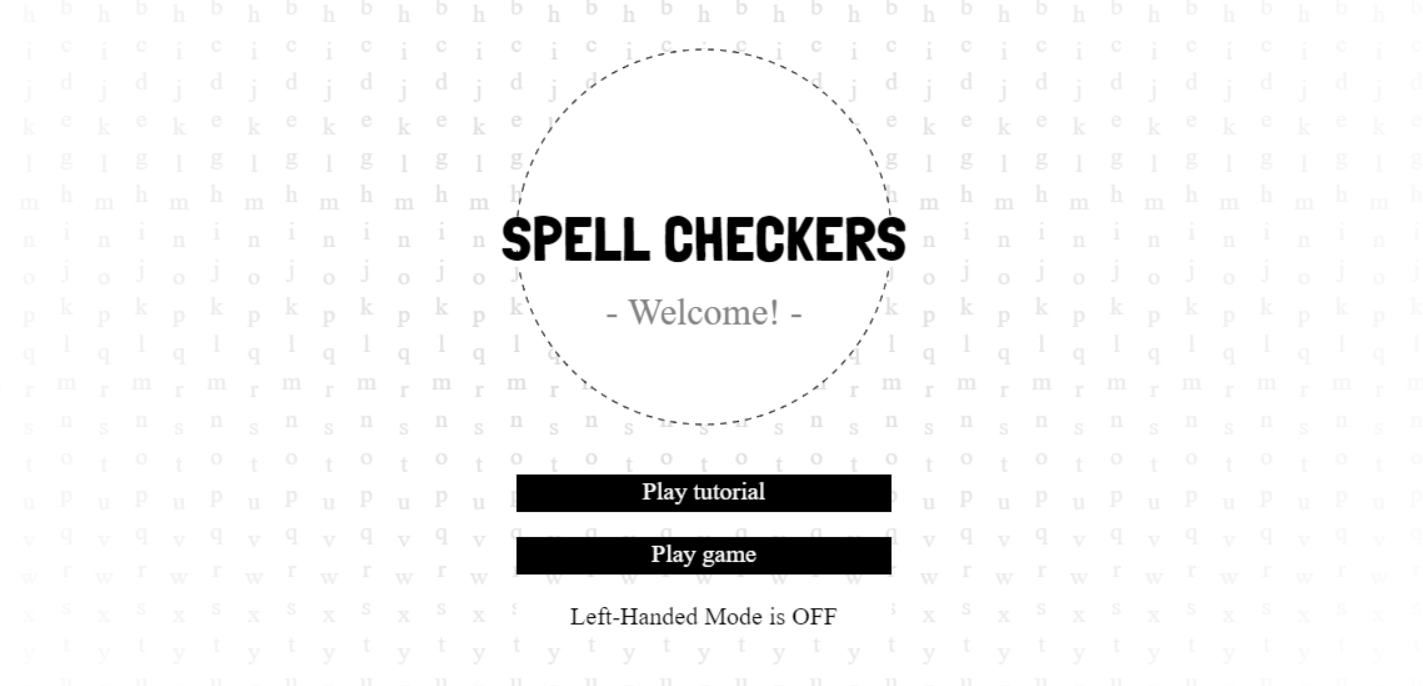 SPELL CHECKERS
- Welcome! -
Play tutorial
Play game
Left-Handed Mode is OFF